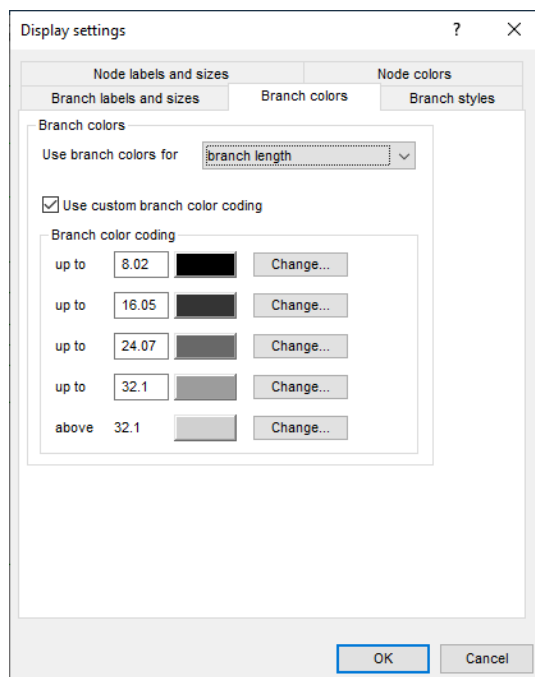 Display settings ?
Node labels and sizes Node colors
Branch labels and sizes Branch colors Branch styles
Branch colors
Use branch colors for branch length
Use custom branch color coding
Branch color coding
up to 8.02 Change...
up to 16.05 Change...
up to 24.07 Change...
up to 32.1 Change...
above 32.1 Change...
OK Cancel